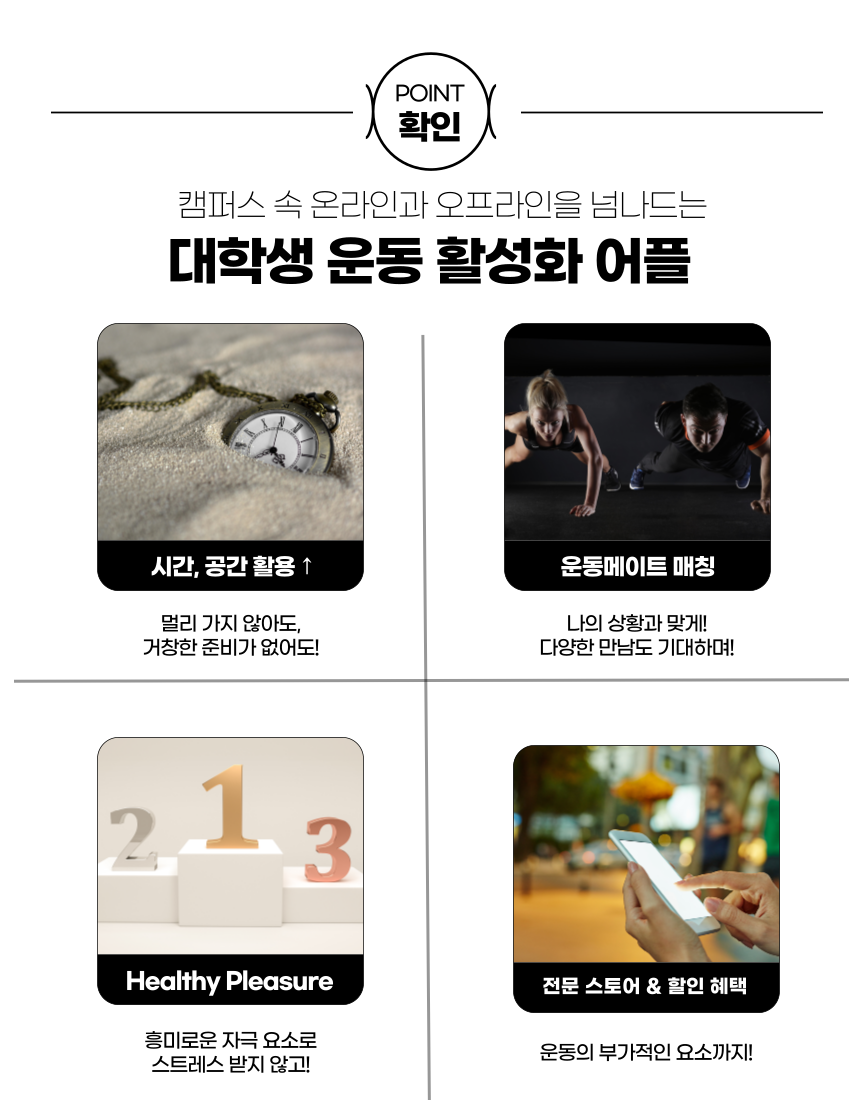 POINT
확인
캠퍼스 속 온라인과 오프라인을 넘나드는
대학생 운동 활성화 어플
시간, 공간 활용 ↑
운동메이트 매칭
멀리 가지 않아도,
거창한 준비가 없어도!
나의 상황과 맞게!
다양한 만남도 기대하며!
2
1
3
Healthy Pleasure
전문 스토어 & 할인 혜택
흥미로운 자극 요소로
스트레스 받지 않고!
운동의 부가적인 요소까지!